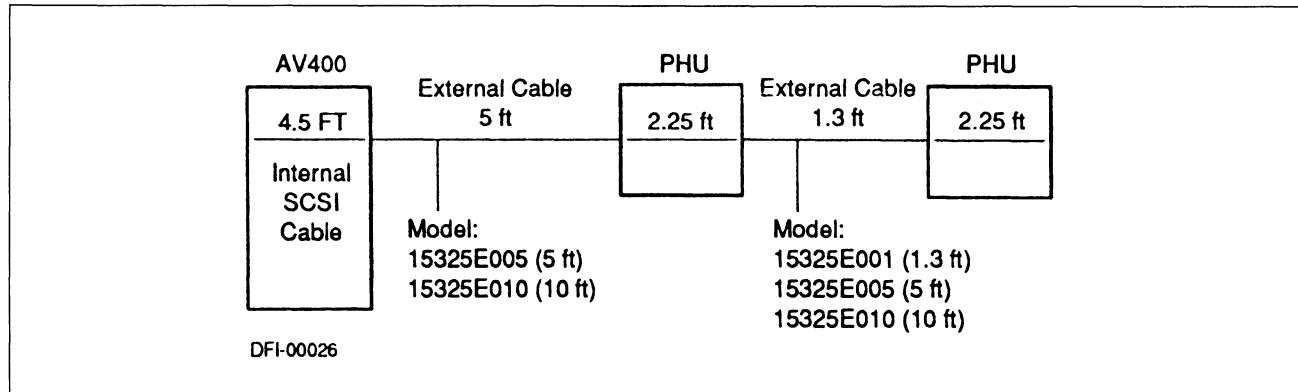 AV400
PHU
PHU
External Cable
5 ft
External Cable
1.3 ft
4.5 FT
2.25 ft
2.25 ft
Internal
SCSI
Cable
Model:
15325E005 (5 ft)
15325E010 (10 ft)
Model:
15325E001 (1.3 ft)
15325E005 (5 ft)
15325E010 (10 ft)
DFI-00026